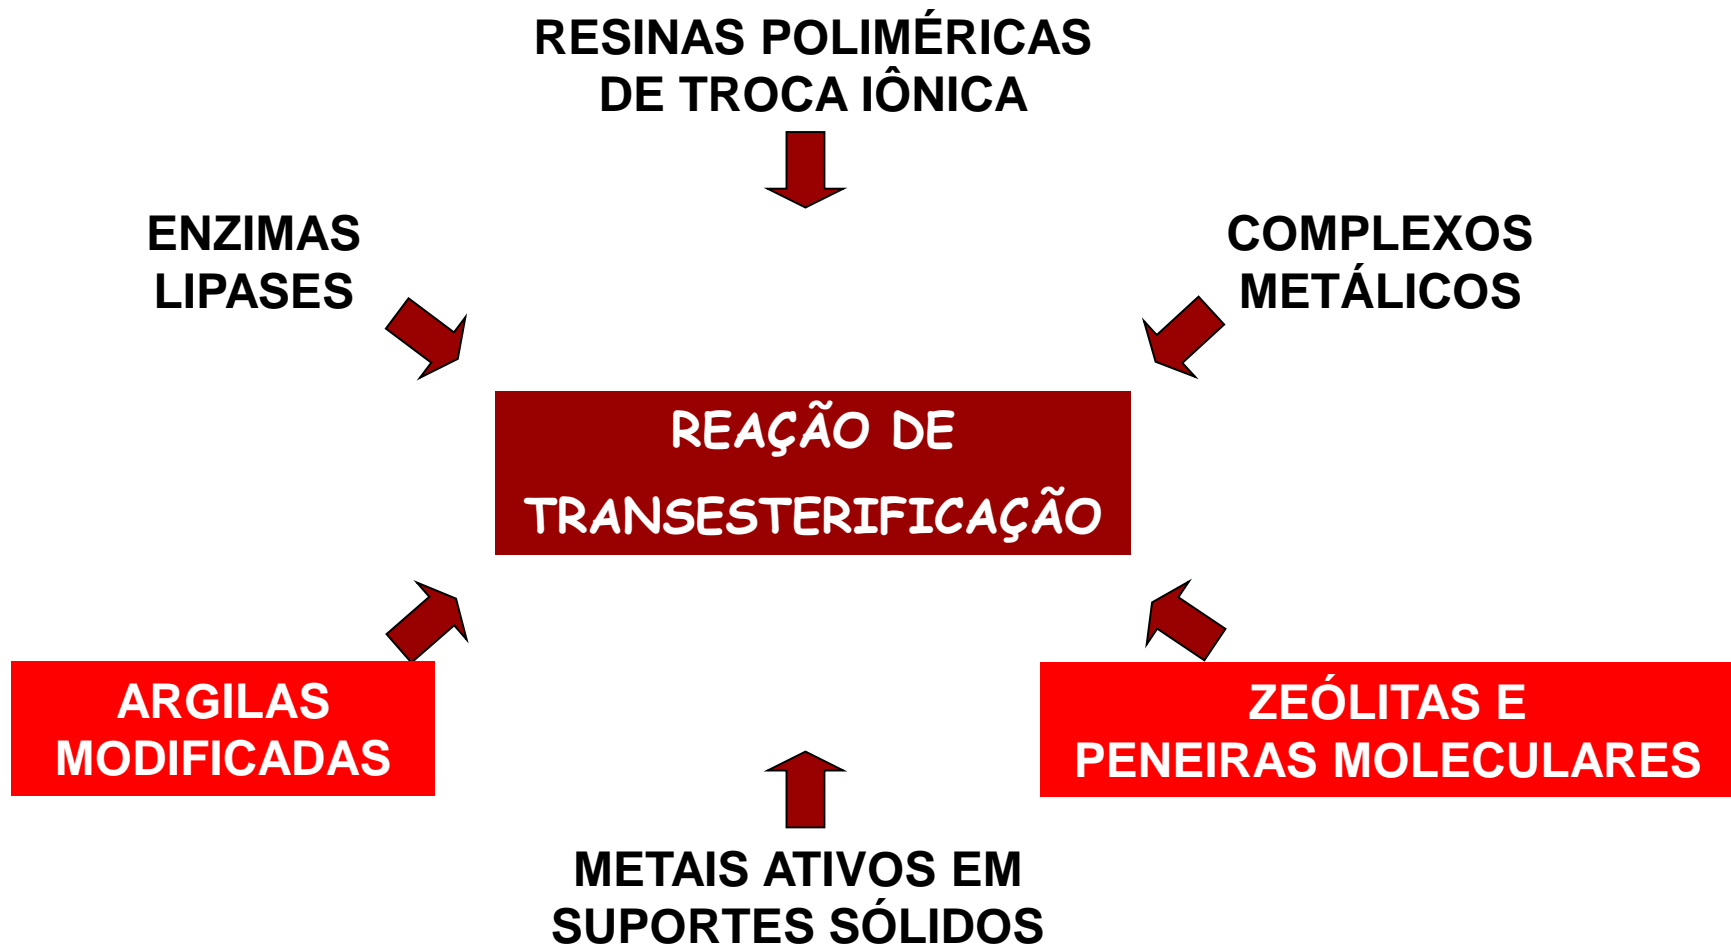 RESINAS POLIMÉRICAS
DE TROCA IÔNICA
ENZIMAS
LIPASES
COMPLEXOS
METÁLICOS
REAÇÃO DE
TRANSESTERIFICAÇÃO
ARGILAS
MODIFICADAS
ZEÓLITAS E
PENEIRAS MOLECULARES
METAIS ATIVOS EM
SUPORTES SÓLIDOS